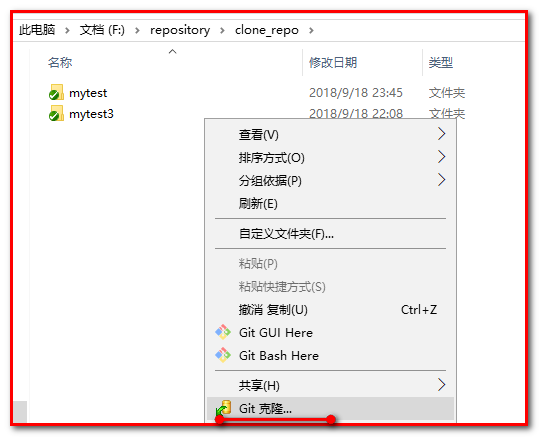 此电脑 > 文档 (F:) > repository > clone_repo >
名称 修改日期 类型
mytest 2018/9/18 23:45 文件夹
mytest3 2018/9/18 22:08 文件夹
查看(V)
排序方式(O)
分组依据(P)
刷新(E)
自定义文件夹(F)...
粘贴(P)
粘贴快捷方式(S)
撤消 复制(U) Ctrl+Z
Git GUI Here
Git Bash Here
共享(H)
Git 克隆...